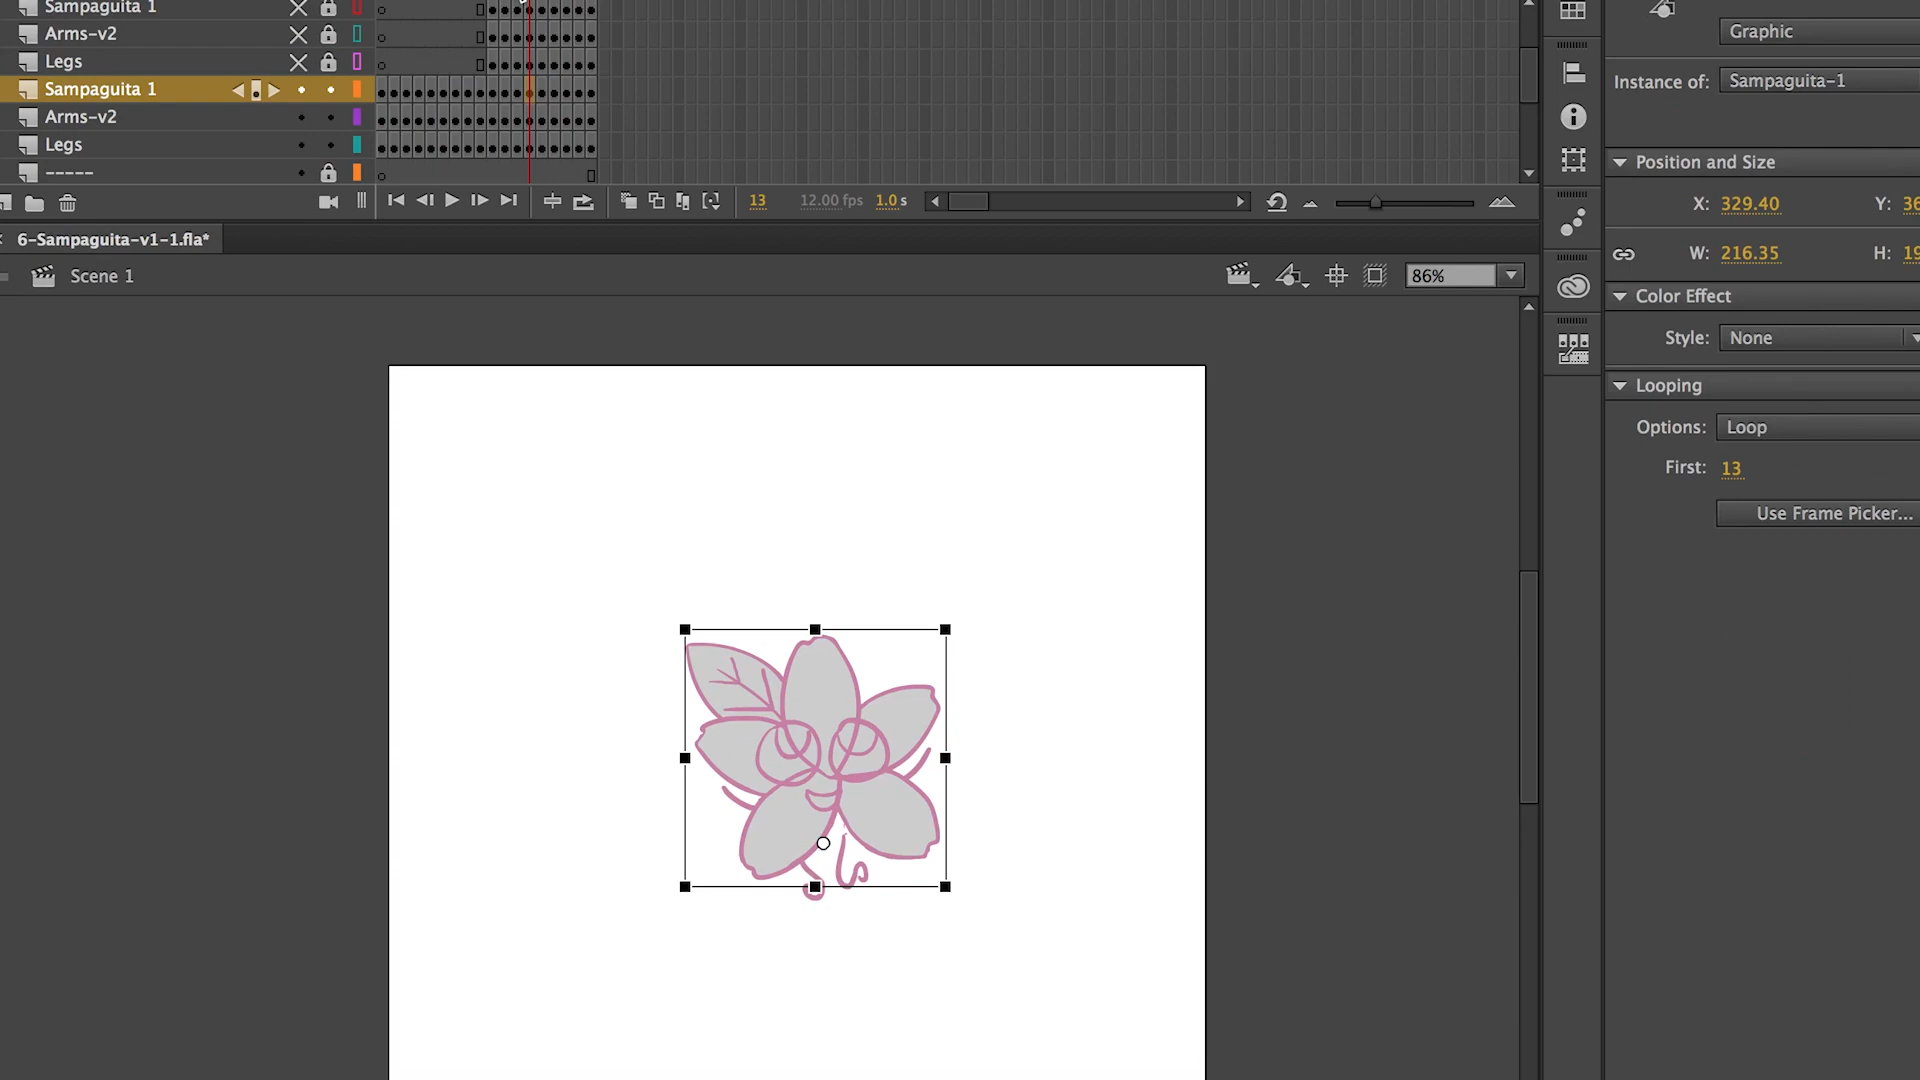 Sampaguita 1
Arms-v2
Legs
Sampaguita 1
Arms-v2
Legs
-----
13
12.00 fps
1.0 s
6-Sampaguita-v1-1.fla*
Scene 1
86%
Graphic
Instance of: Sampaguita-1
Position and Size
X: 329.40 Y: 36
W: 216.35 H: 19
Color Effect
Style: None
Looping
Options: Loop
First: 13
Use Frame Picker...